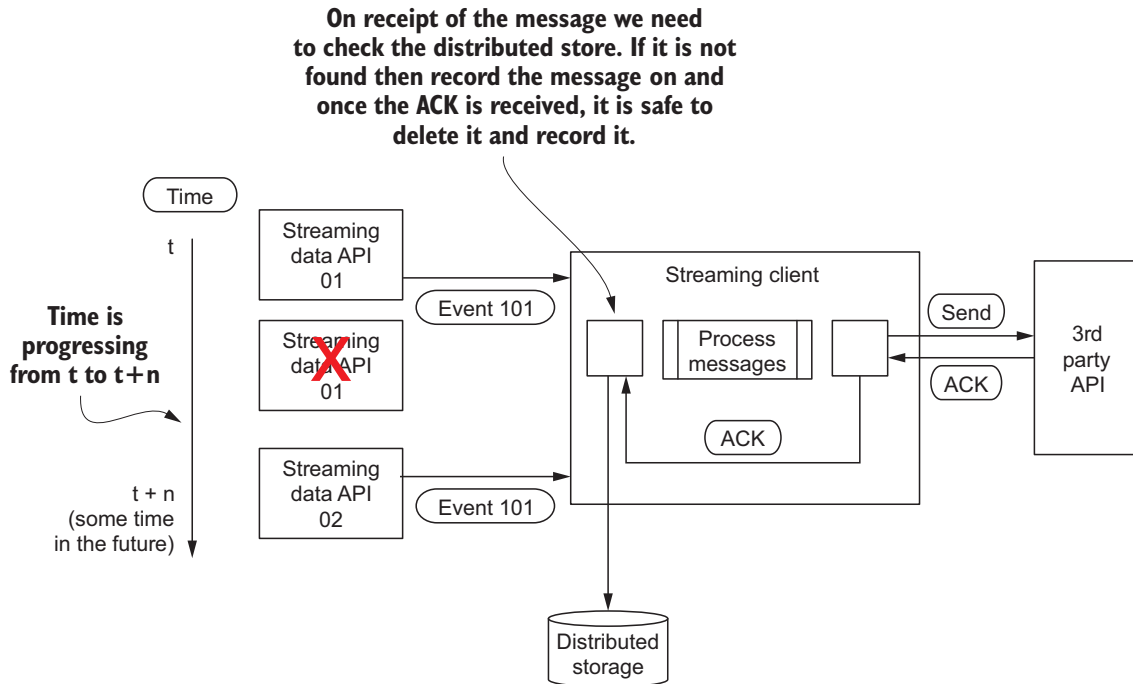 On receipt of the message we need
to check the distributed store. If it is not
found then record the message on and
once the ACK is received, it is safe to
delete it and record it.
Time
t
Time is
progressing
from t to t+n
t + n
(some time
in the future)
Streaming
data API
01
Event 101
Streaming
data API
01
X
Streaming
data API
02
Event 101
Streaming client
Process
messages
ACK
Send
ACK
3rd
party
API
Distributed
storage